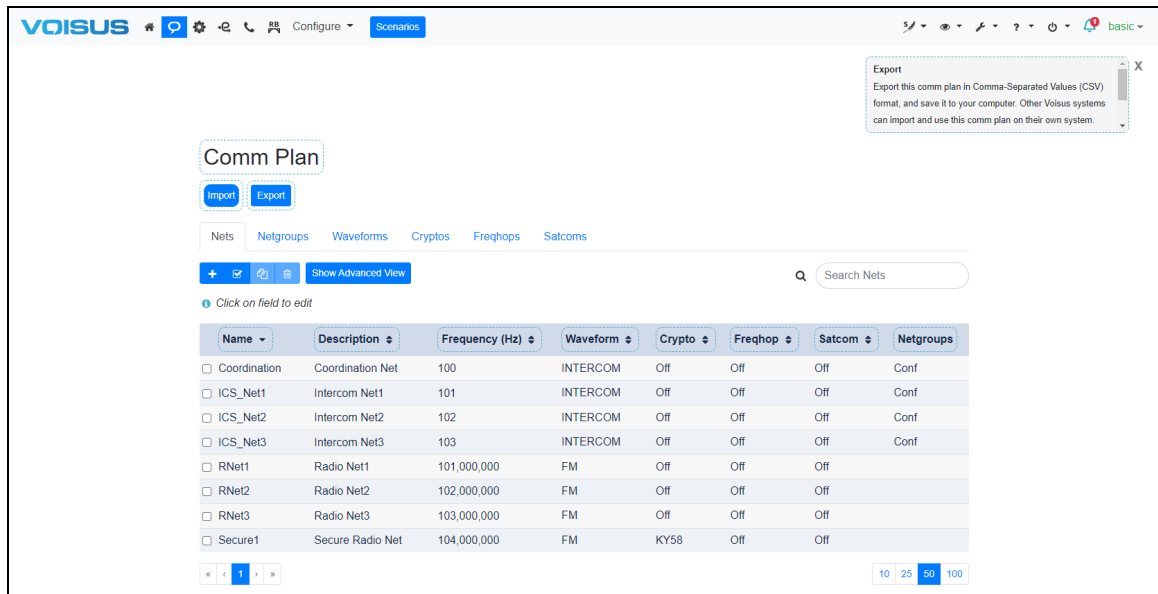 VOISUS RB Configure Scenarios ? 1 basic
Export
X
Export this comm plan in Comma-Separated Values (CSV)
format, and save it to your computer. Other Voisus systems
can import and use this comm plan on their own system.
Comm Plan
Import Export
Nets Netgroups Waveforms Cryptos Freqhops Satcoms
+ Show Advanced View Search Nets
Click on field to edit
Name Description Frequency (Hz) Waveform Crypto Freqhop Satcom Netgroups
Coordination Coordination Net 100 INTERCOM Off Off Off Conf
ICS_Net1 Intercom Net1 101 INTERCOM Off Off Off Conf
ICS_Net2 Intercom Net2 102 INTERCOM Off Off Off Conf
ICS_Net3 Intercom Net3 103 INTERCOM Off Off Off Conf
RNet1 Radio Net1 101,000,000 FM Off Off Off
RNet2 Radio Net2 102,000,000 FM Off Off Off
RNet3 Radio Net3 103,000,000 FM Off Off Off
Secure1 Secure Radio Net 104,000,000 FM KY58 Off Off
« ‹ 1 › » 10 25 50 100